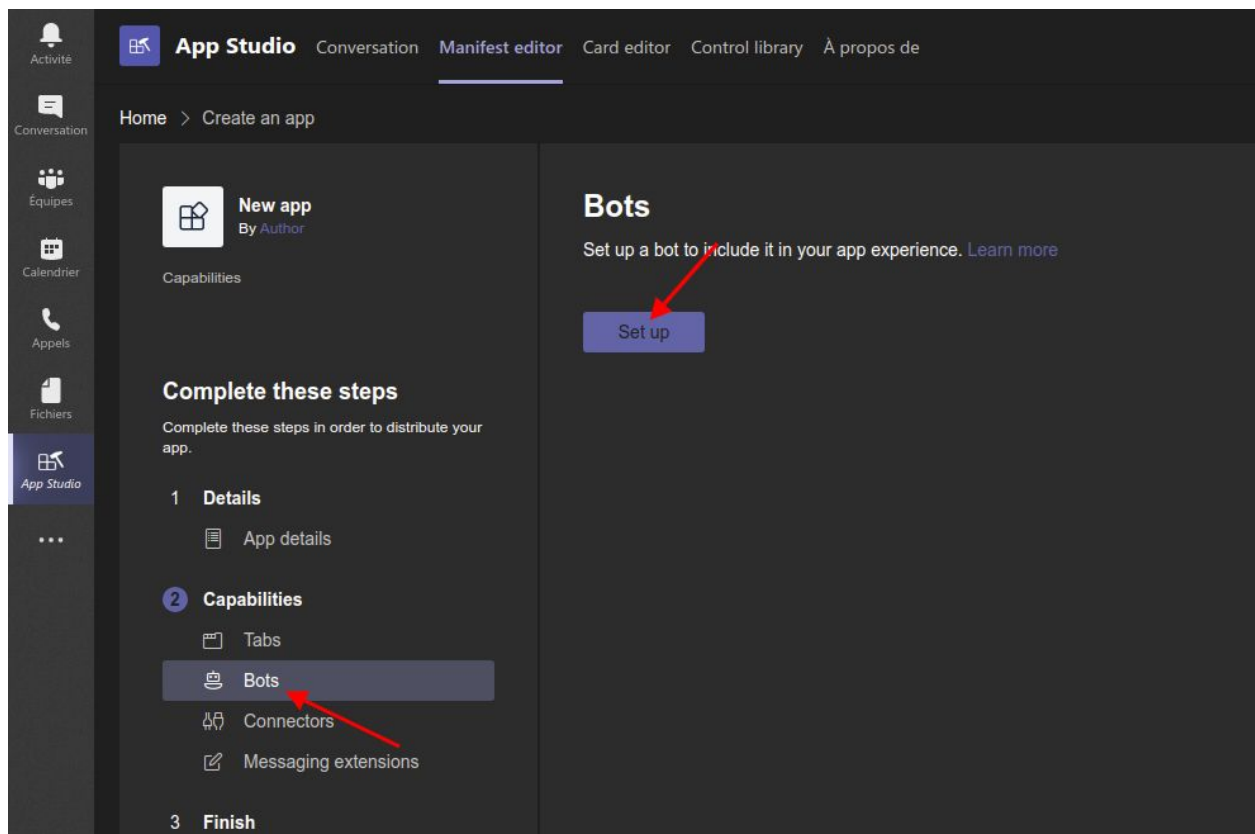 Activité
Conversation
Équipes
Calendrier
Appels
Fichiers
App Studio
App Studio Conversation Manifest editor Card editor Control library À propos de
Home > Create an app
New app
By Author
Capabilities
Complete these steps
Complete these steps in order to distribute your
app.
1 Details
App details
2 Capabilities
Tabs
Bots
Connectors
Messaging extensions
3 Finish
Bots
Set up a bot to include it in your app experience. Learn more
Set up